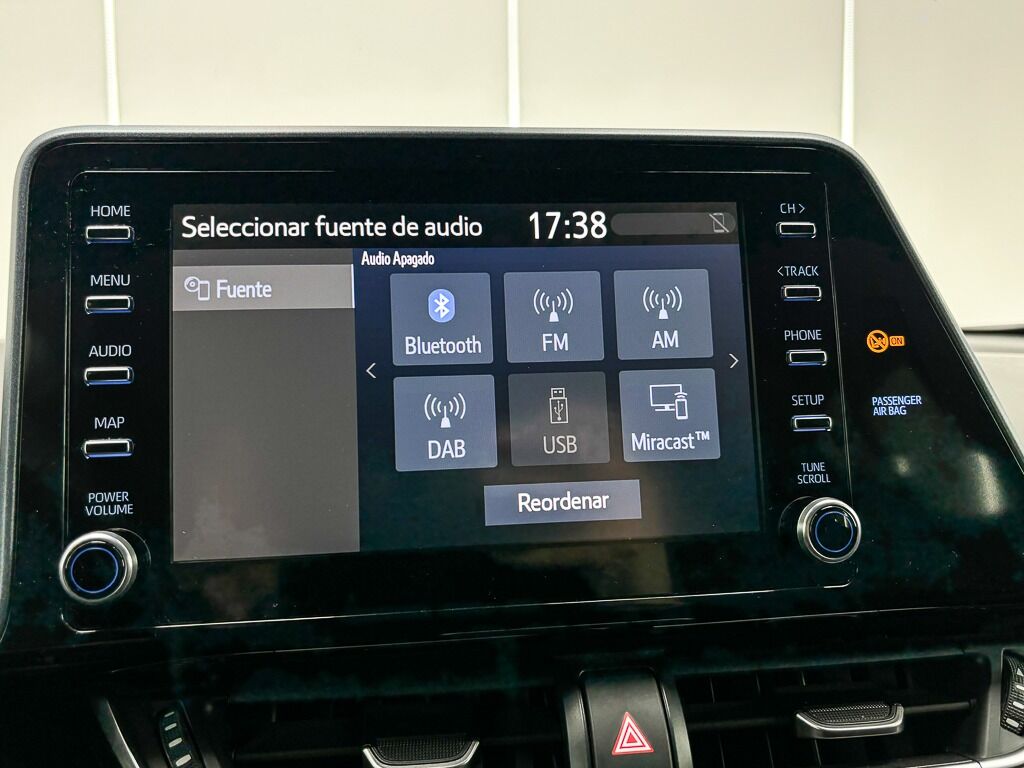 HOME
MENU
AUDIO
MAP
POWER
VOLUME
Seleccionar fuente de audio 17:38
Fuente
Audio Apagado
Bluetooth
FM
AM
DAB
USB
Miracast™
Reordenar
CH >
< TRACK
PHONE
SETUP
TUNE
SCROLL
ON
PASSENGER
AIR BAG